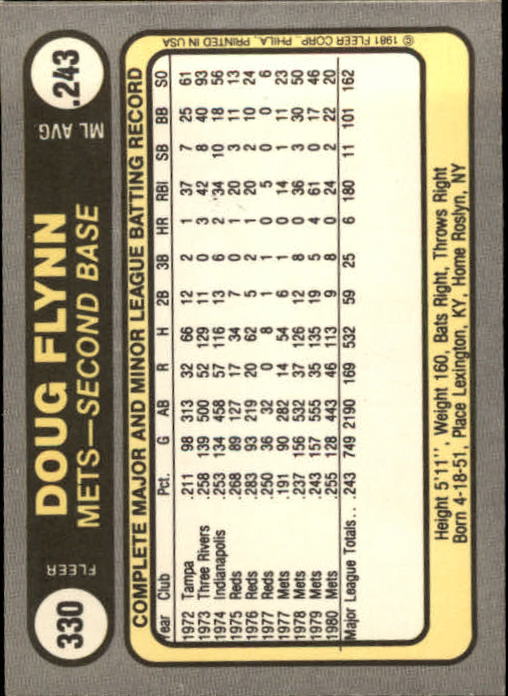 330
FLEER
DOUG FLYNN
METS—SECOND BASE
ML AVG
.243
COMPLETE MAJOR AND MINOR LEAGUE BATTING RECORD
Year Club Pct. G AB R H 2B 3B HR RBI SB BB SO
1972 Tampa .211 98 313 32 66 12 2 1 37 7 25 61
1973 Three Rivers .258 139 500 52 129 11 0 3 42 8 40 93
1974 Indianapolis .253 134 458 57 116 13 6 2 34 10 18 56
1975 Reds .268 89 127 17 34 7 0 1 20 3 11 13
1976 Reds .283 93 219 20 62 5 2 1 20 2 10 24
1977 Reds .250 36 32 0 8 1 1 0 5 0 0 6
1977 Mets .191 90 282 14 54 6 1 0 14 1 11 23
1978 Mets .237 156 532 37 126 12 8 0 36 3 30 50
1979 Mets .243 157 555 35 135 19 5 4 61 0 17 46
1980 Mets .255 128 443 46 113 9 8 0 24 2 22 20
Major League Totals . . .243 749 2190 169 532 59 25 6 180 11 101 162
Height 5'11'', Weight 160, Bats Right, Throws Right
Born 4-18-51, Place Lexington, KY, Home Roslyn, NY
© 1981 FLEER CORP., PHILA., PRINTED IN USA